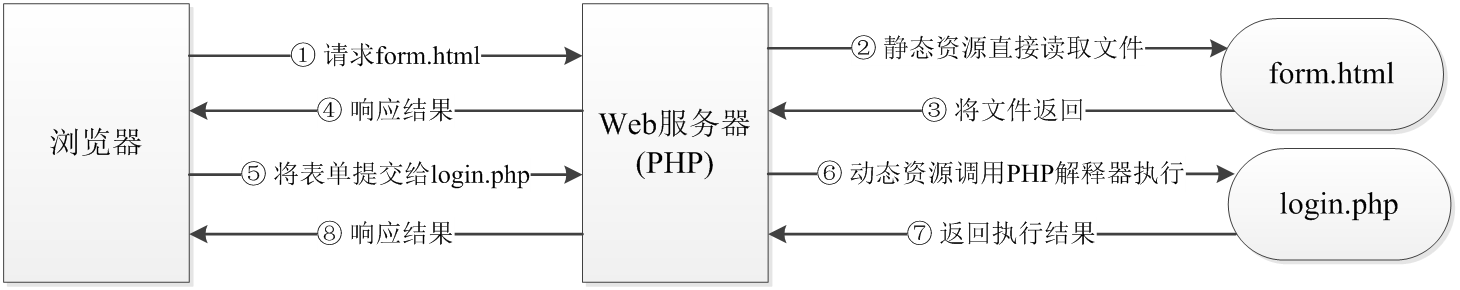 ① 请求form.html
② 静态资源直接读取文件
form.html
④ 响应结果
③ 将文件返回
浏览器
Web服务器
(PHP)
⑤ 将表单提交给login.php
⑥ 动态资源调用PHP解释器执行
login.php
⑧ 响应结果
⑦ 返回执行结果